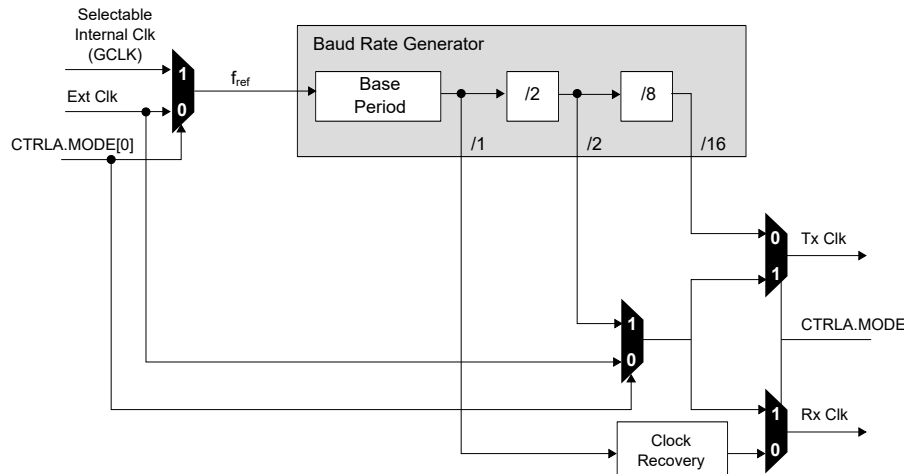 Selectable
Internal Clk
(GCLK)
Baud Rate Generator
1
f_ref
Base
Period
/2
/8
Ext Clk
0
CTRLA.MODE[0]
/1
/2
/16
0
Tx Clk
1
1
CTRLA.MODE
0
1
Rx Clk
Clock
Recovery
0